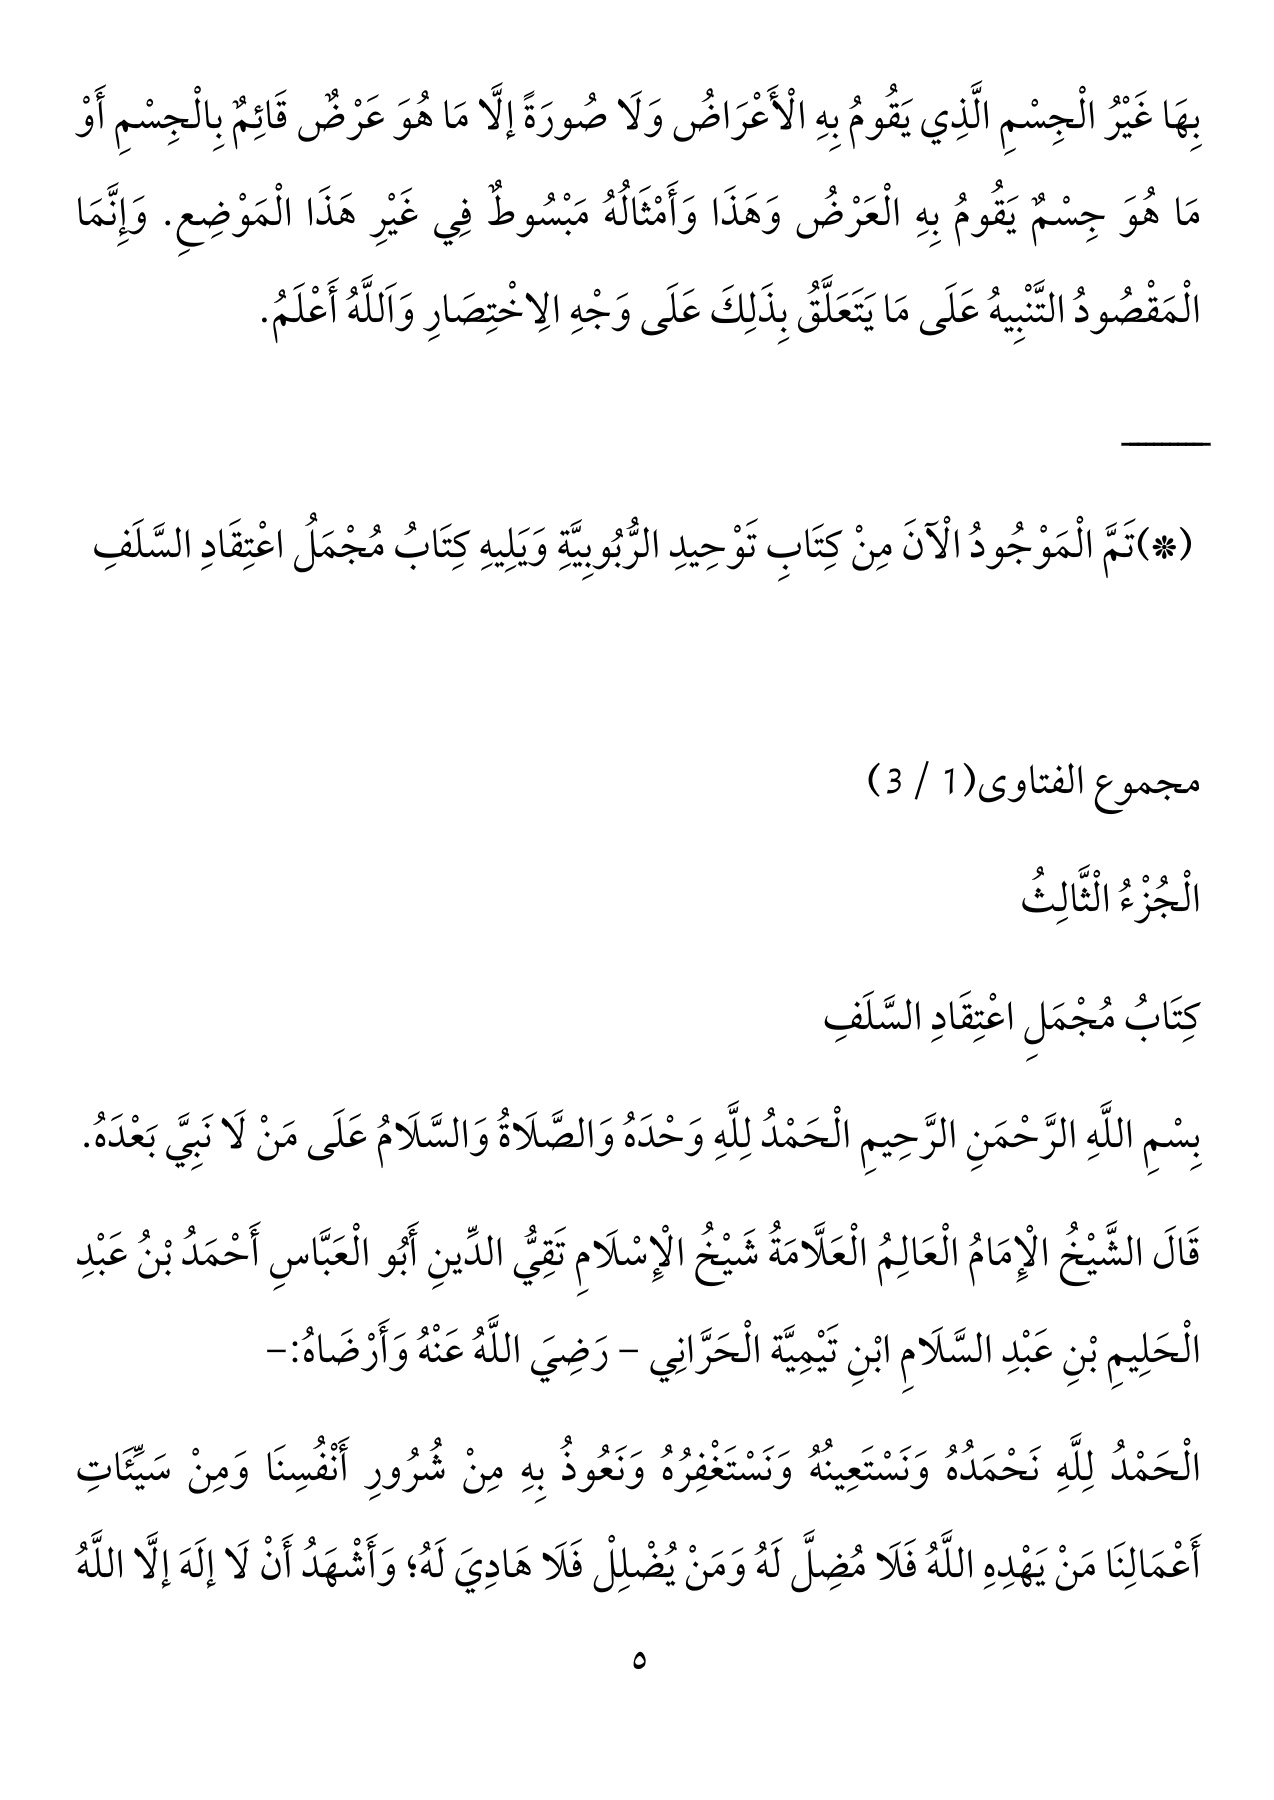 بِهَا غَيْرُ الْجِسْمِ الَّذِي يَقُومُ بِهِ الْأَعْرَاضُ وَلَا صُورَةً إلَّا مَا هُوَ عَرْضٌ قَائِمٌ بِالْجِسْمِ أَوْ
مَا هُوَ جِسْمٌ يَقُومُ بِهِ الْعَرْضُ وَهَذَا وَأَمْثَالُهُ مَبْسُوطٌ فِي غَيْرِ هَذَا الْمَوْضِعِ. وَإِنَّمَا
الْمَقْصُودُ التَّنْبِيهُ عَلَى مَا يَتَعَلَّقُ بِذَلِكَ عَلَى وَجْهِ الِاخْتِصَارِ وَاَللَّهُ أَعْلَمُ.
(*)تَمَّ الْمَوْجُودُ الْآنَ مِنْ كِتَابِ تَوْحِيدِ الرُّبُوبِيَّةِ وَيَلِيهِ كِتَابُ مُجْمَلُ اعْتِقَادِ السَّلَفِ
مجموع الفتاوى(1 / 3)
الْجُزْءُ الْثَّالِثُ
كِتَابُ مُجْمَلِ اعْتِقَادِ السَّلَفِ
بِسْمِ اللَّهِ الرَّحْمَنِ الرَّحِيمِ الْحَمْدُ لِلَّهِ وَحْدَهُ وَالصَّلَاةُ وَالسَّلَامُ عَلَى مَنْ لَا نَبِيَّ بَعْدَهُ.
قَالَ الشَّيْخُ الْإِمَامُ الْعَالِمُ الْعَلَّامَةُ شَيْخُ الْإِسْلَامِ تَقِيُّ الدِّينِ أَبُو الْعَبَّاسِ أَحْمَدُ بْنُ عَبْدِ
الْحَلِيمِ بْنِ عَبْدِ السَّلَامِ ابْنِ تَيْمِيَّة الْحَرَّانِي – رَضِيَ اللَّهُ عَنْهُ وَأَرْضَاهُ:–
الْحَمْدُ لِلَّهِ نَحْمَدُهُ وَنَسْتَعِينُهُ وَنَسْتَغْفِرُهُ وَنَعُوذُ بِهِ مِنْ شُرُورِ أَنْفُسِنَا وَمِنْ سَيِّئَاتِ
أَعْمَالِنَا مَنْ يَهْدِهِ اللَّهُ فَلَا مُضِلَّ لَهُ وَمَنْ يُضْلِلْ فَلَا هَادِيَ لَهُ؛ وَأَشْهَدُ أَنْ لَا إلَهَ إلَّا اللَّهُ
٥